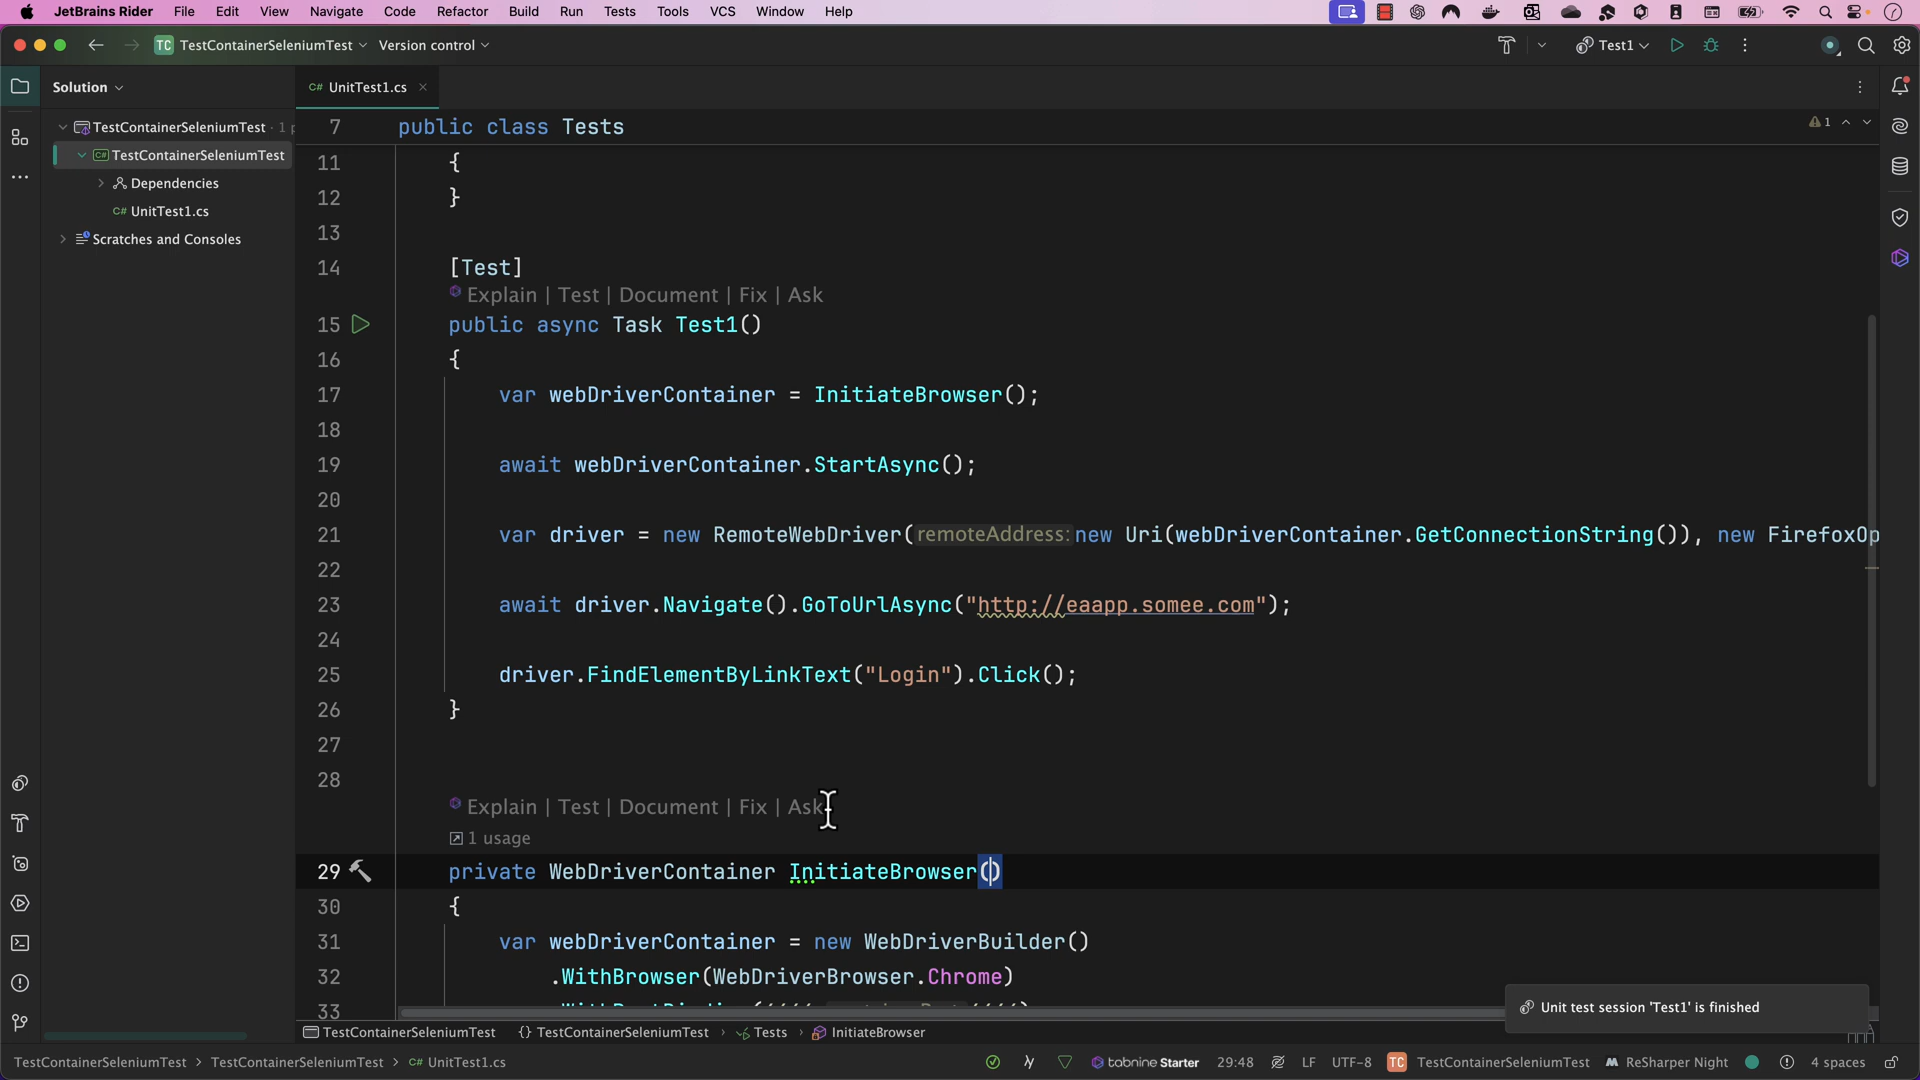 JetBrains Rider File Edit View Navigate Code Refactor Build Run Tests Tools VCS Window Help
TC TestContainerSeleniumTest Version control Test1
Solution C# UnitTest1.cs
TestContainerSeleniumTest · 1 p
7 public class Tests 1
11 {
C# TestContainerSeleniumTest
Dependencies
12 }
C# UnitTest1.cs
13
Scratches and Consoles
14 [Test]
Explain | Test | Document | Fix | Ask
15 public async Task Test1()
16 {
17 var webDriverContainer = InitiateBrowser();
18
19 await webDriverContainer.StartAsync();
20
21 var driver = new RemoteWebDriver(remoteAddress: new Uri(webDriverContainer.GetConnectionString()), new FirefoxOp
22
23 await driver.Navigate().GoToUrlAsync("http://eaapp.somee.com");
24
25 driver.FindElementByLinkText("Login").Click();
26 }
27
28
Explain | Test | Document | Fix | Ask
1 usage
29 private WebDriverContainer InitiateBrowser()
30 {
31 var webDriverContainer = new WebDriverBuilder()
32 .WithBrowser(WebDriverBrowser.Chrome)
33
Unit test session 'Test1' is finished
TestContainerSeleniumTest {} TestContainerSeleniumTest Tests InitiateBrowser
TestContainerSeleniumTest TestContainerSeleniumTest C# UnitTest1.cs tabnine Starter 29:48 LF UTF-8 TC TestContainerSeleniumTest ReSharper Night 4 spaces